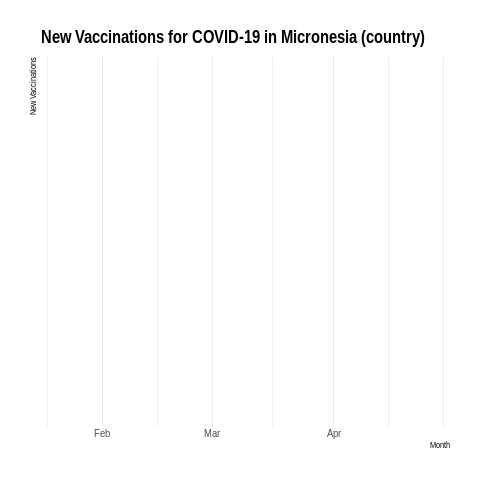 New Vaccinations for COVID-19 in Micronesia (country)
New Vaccinations
Feb Mar Apr
Month